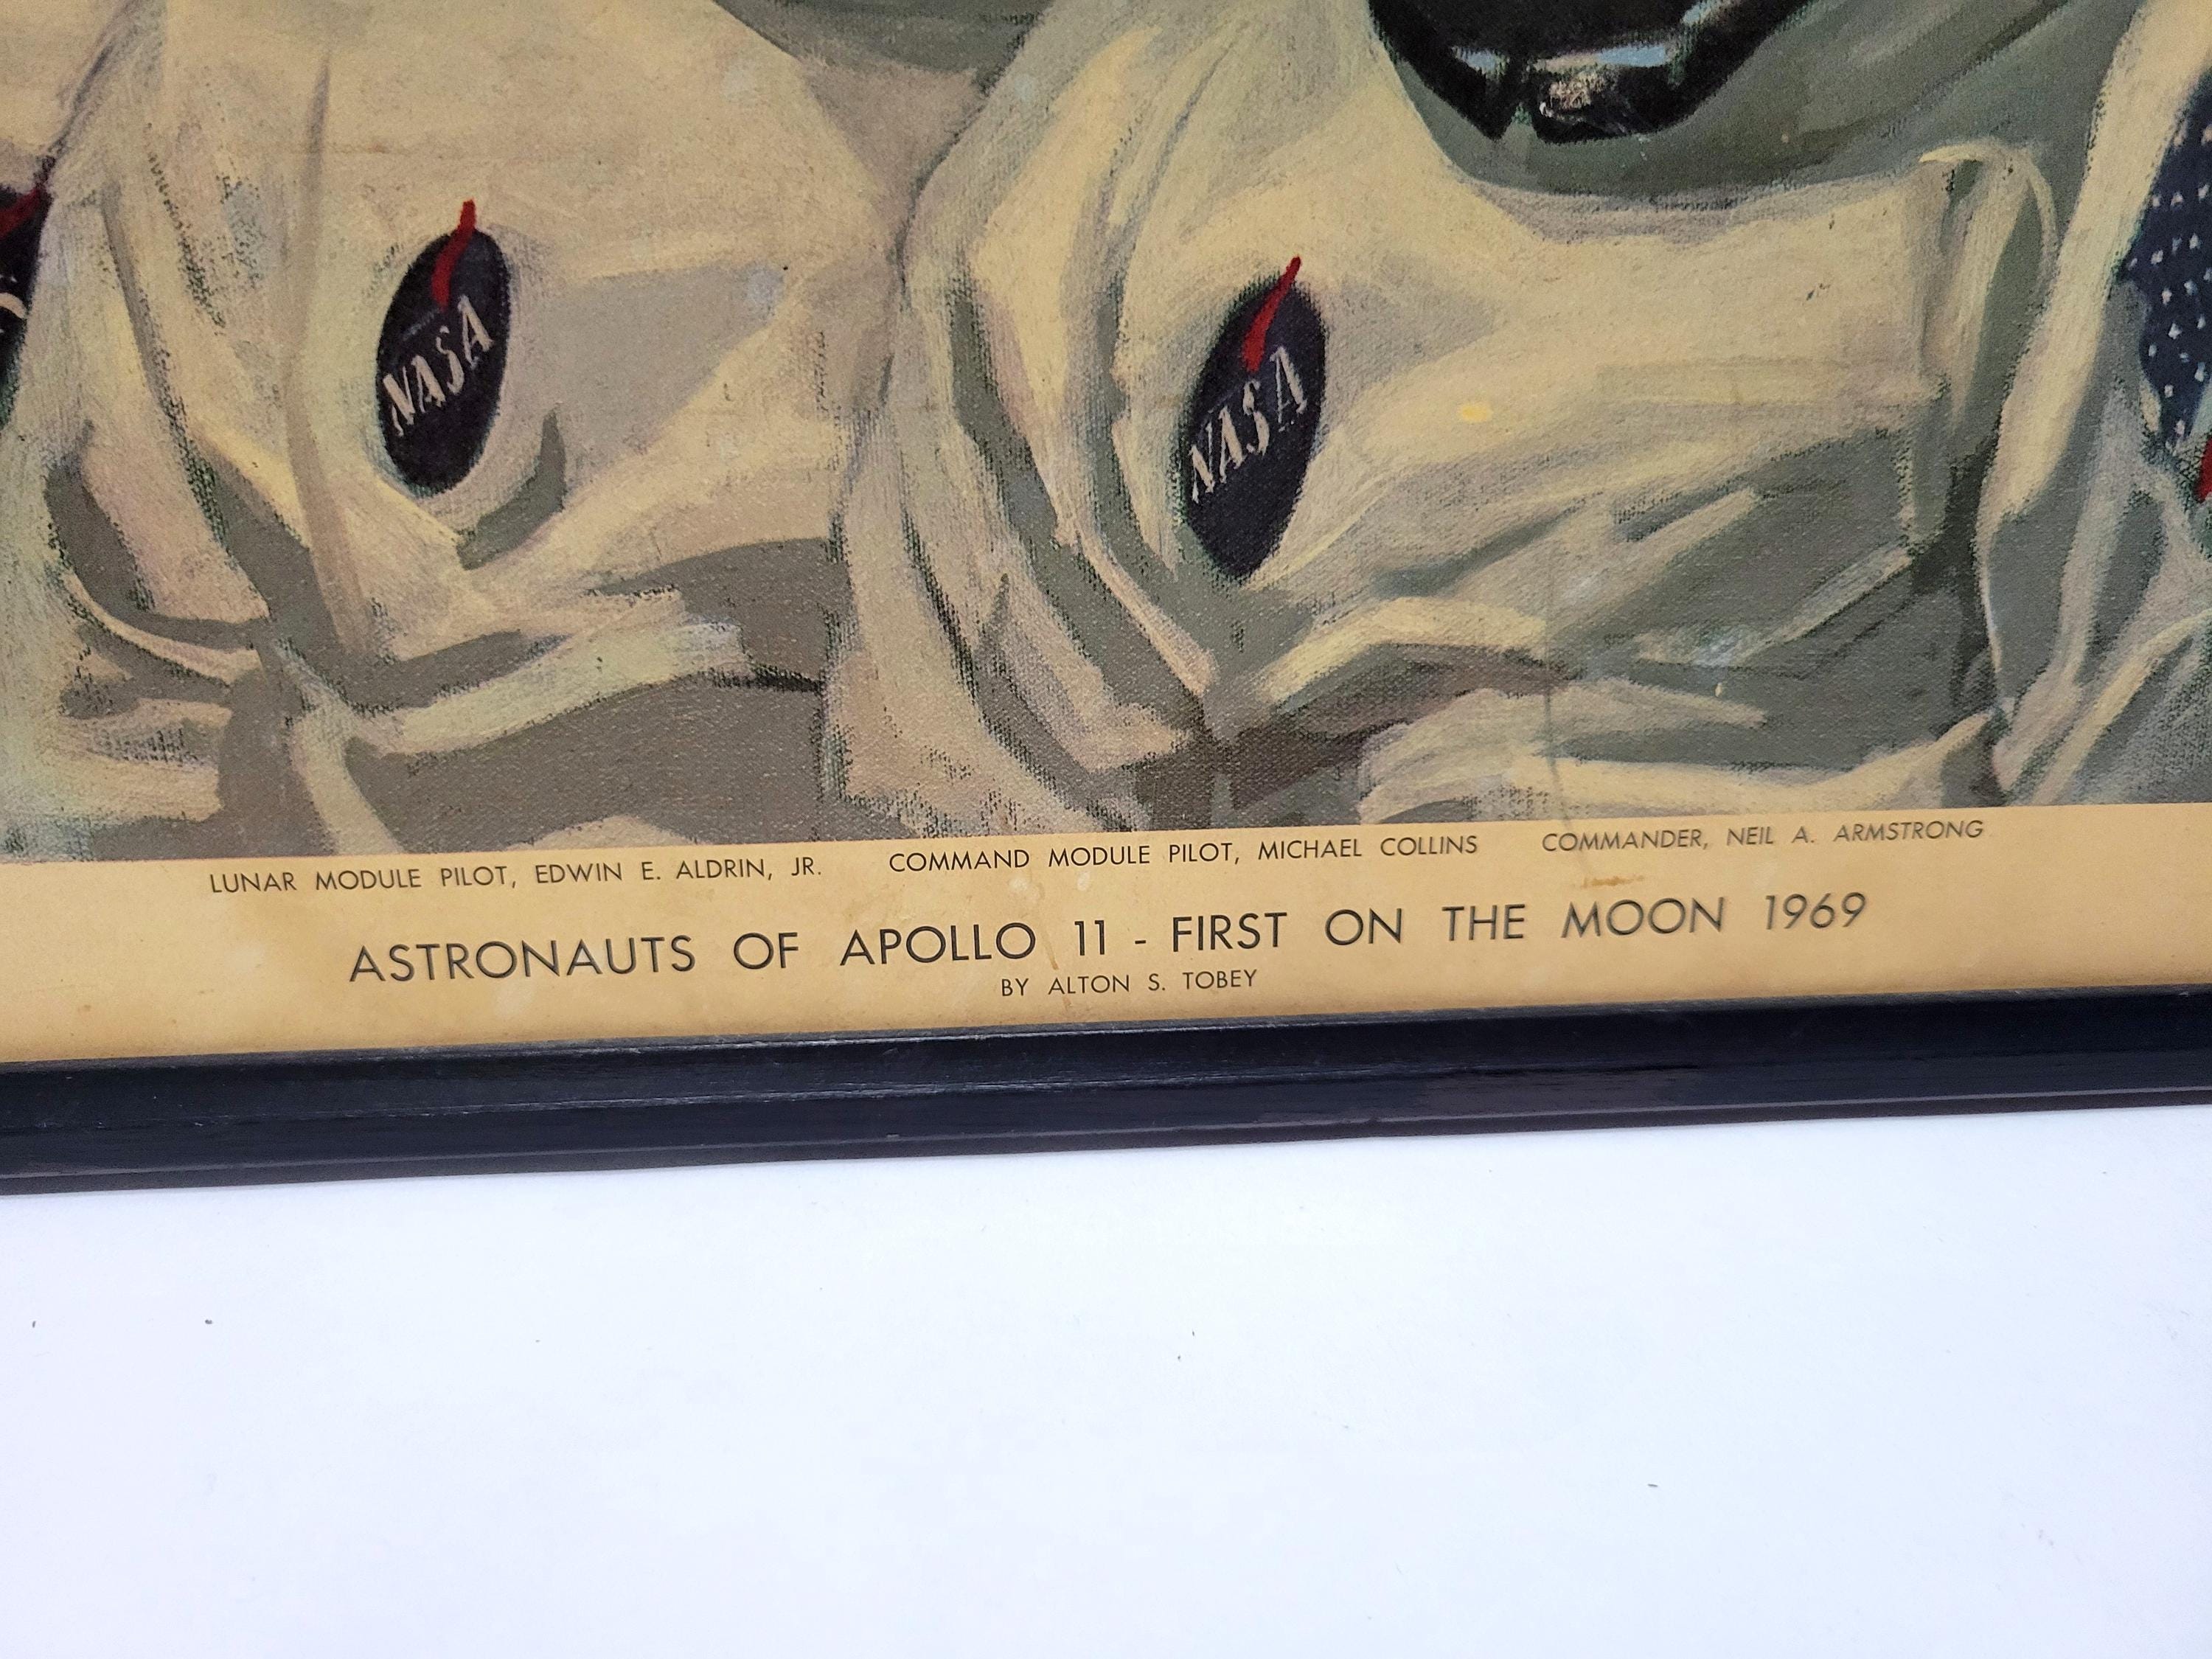 NASA
NASA
LUNAR MODULE PILOT, EDWIN E. ALDRIN, JR. COMMAND MODULE PILOT, MICHAEL COLLINS COMMANDER, NEIL A. ARMSTRONG
ASTRONAUTS OF APOLLO 11 - FIRST ON THE MOON 1969
BY ALTON S. TOBEY